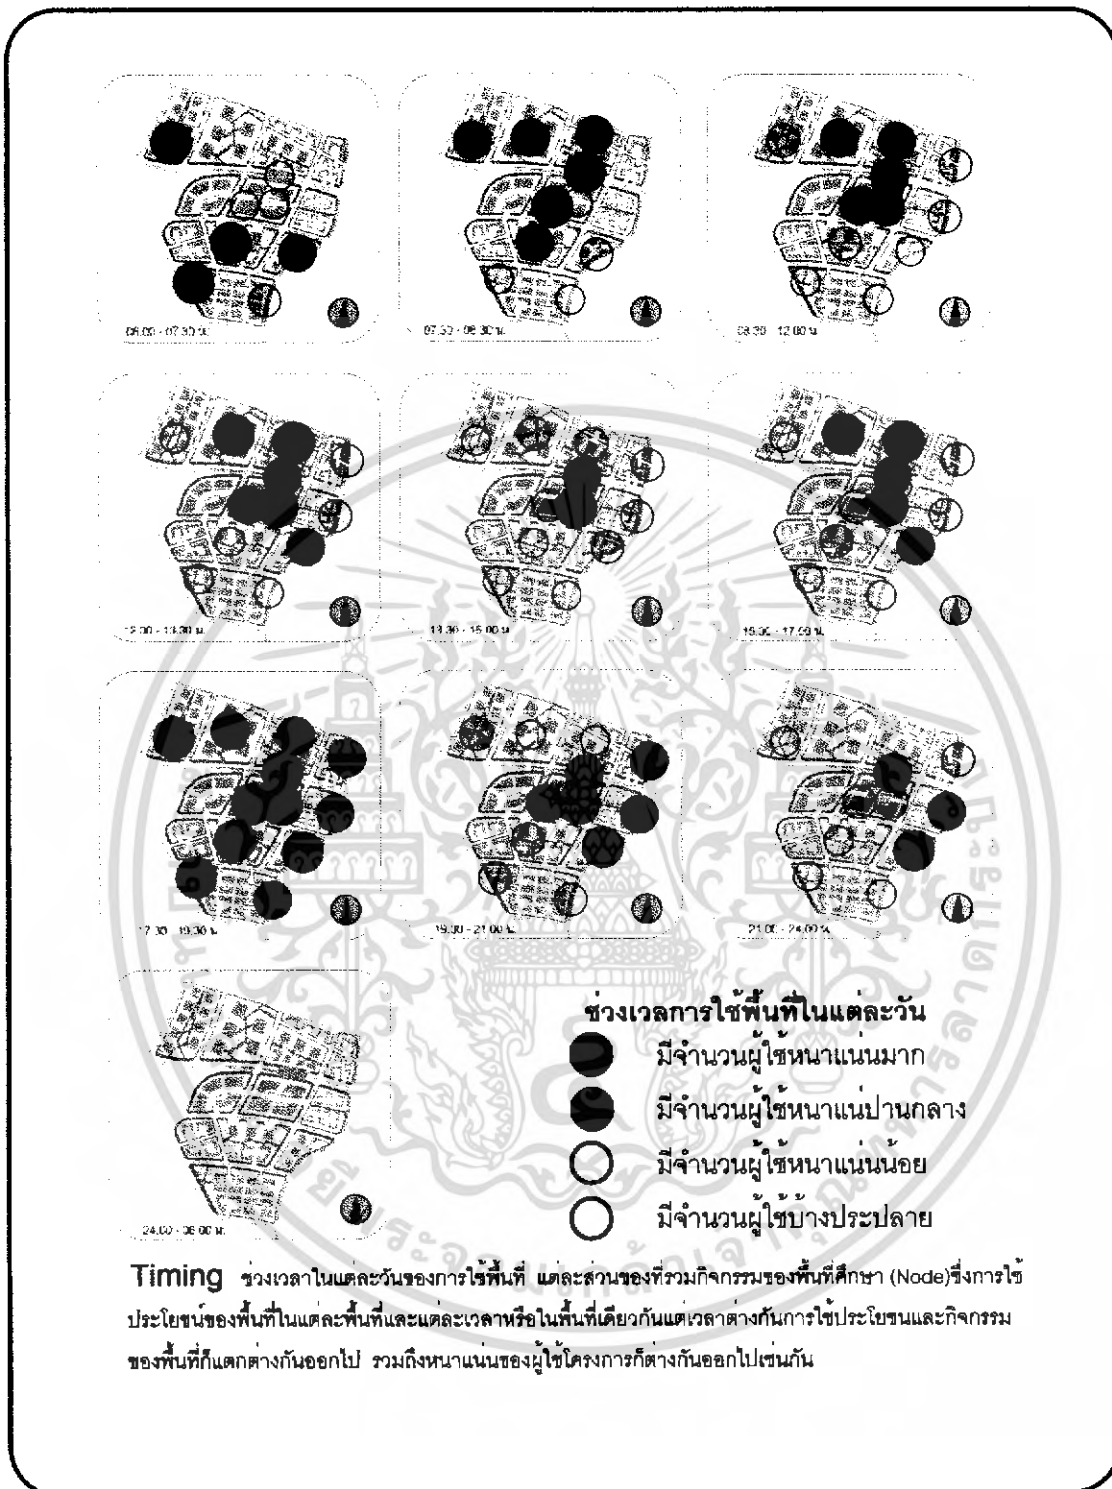 06.00 - 07.30 น.
07.30 - 08.30 น.
08.30 - 12.00 น.
12.00 - 13.30 น.
13.30 - 15.00 น.
15.00 - 17.00 น.
17.30 - 19.30 น.
19.30 - 21.00 น.
21.00 - 24.00 น.
24.00 - 06.00 น.
ช่วงเวลการใช้พื้นที่ในแต่ละวัน
มีจำนวนผู้ใช้หนาแน่นมาก
มีจำนวนผู้ใช้หนาแน่ปานกลาง
มีจำนวนผู้ใช้หนาแน่นน้อย
มีจำนวนผู้ใช้บ้างประปลาย
Timing ช่วงเวลาในแต่ละวันของการใช้พื้นที่ แต่ละส่วนของที่รวมกิจกรรมของพื้นที่ศึกษา (Node)ซึ่งการใช้
ประโยชน์ของพื้นที่ในแต่ละพื้นที่และแต่ละเวลาหรือในพื้นที่เดียวกันแต่เวลาต่างกันการใช้ประโยชน์และกิจกรรม
ของพื้นที่ก็แตกต่างกันออกไป รวมถึงหนาแน่นของผู้ใช้โครงการก็ต่างกันออกไปเช่นกัน